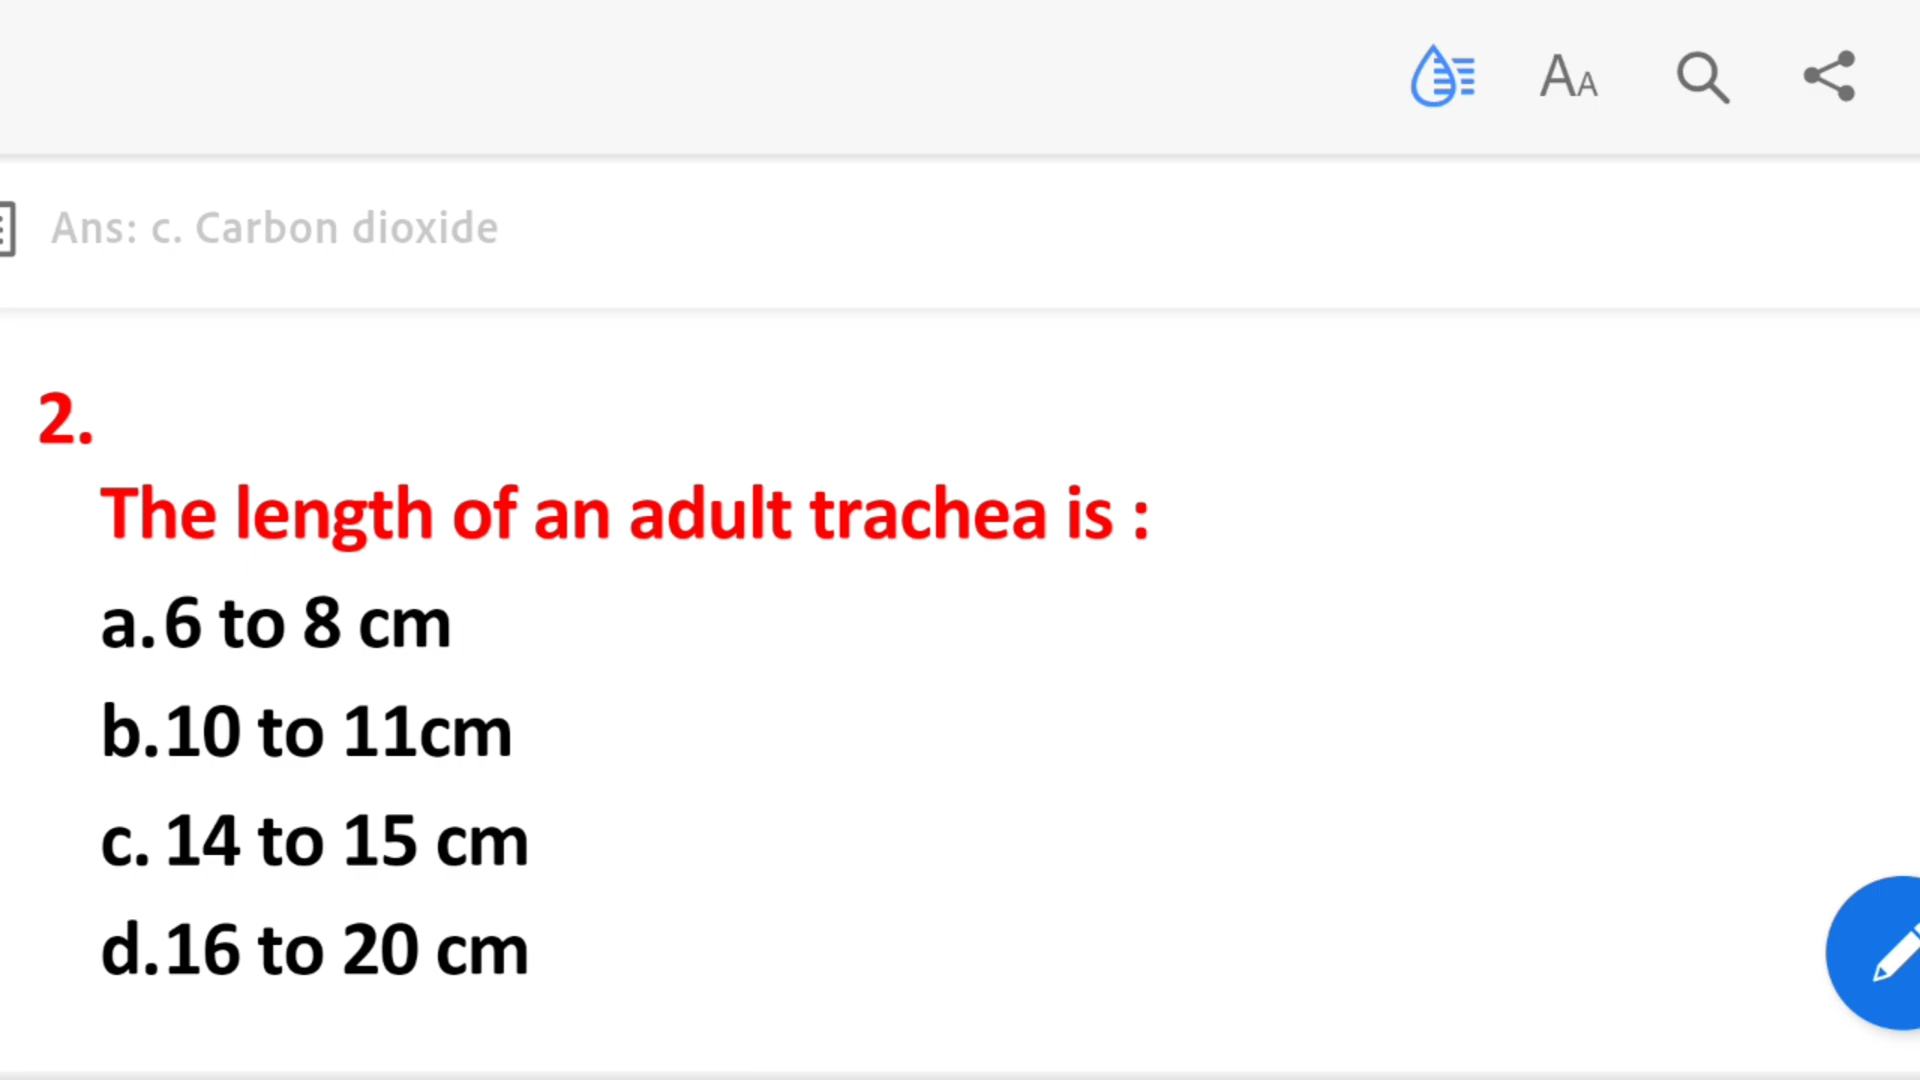 AA
Ans: c. Carbon dioxide
2.
The length of an adult trachea is :
a. 6 to 8 cm
b. 10 to 11cm
c. 14 to 15 cm
d. 16 to 20 cm